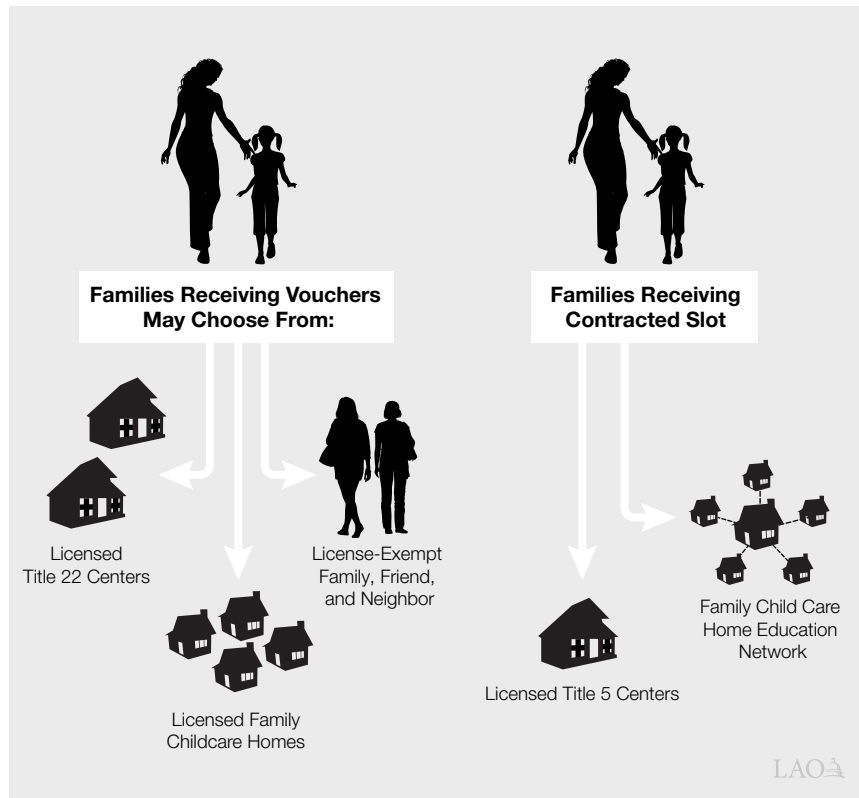 Families Receiving Vouchers
May Choose From:
Families Receiving
Contracted Slot
Licensed
Title 22 Centers
License-Exempt
Family, Friend,
and Neighbor
Licensed Family
Childcare Homes
Licensed Title 5 Centers
Family Child Care
Home Education
Network
LAO